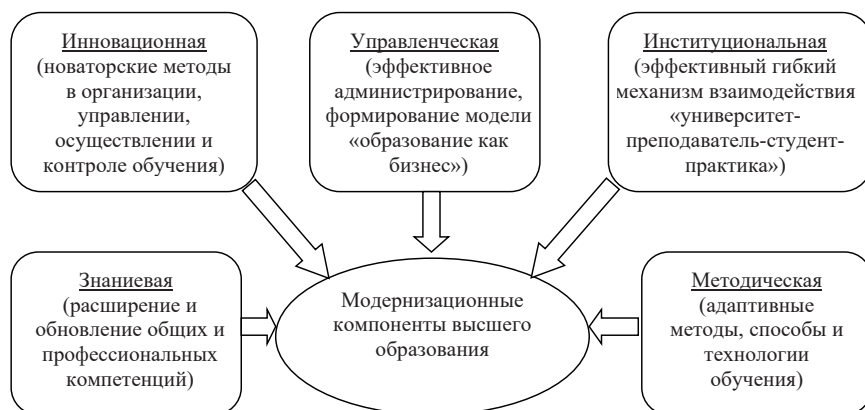 Инновационная
(новаторские методы
в организации,
управлении,
осуществлении и
контроле обучения)
Управленческая
(эффективное
администрирование,
формирование модели
«образование как
бизнес»)
Институциональная
(эффективный гибкий
механизм взаимодействия
«университет-
преподаватель-студент-
практика»)
Знаниевая
(расширение и
обновление общих и
профессиональных
компетенций)
Модернизационные
компоненты высшего
образования
Методическая
(адаптивные
методы, способы и
технологии
обучения)